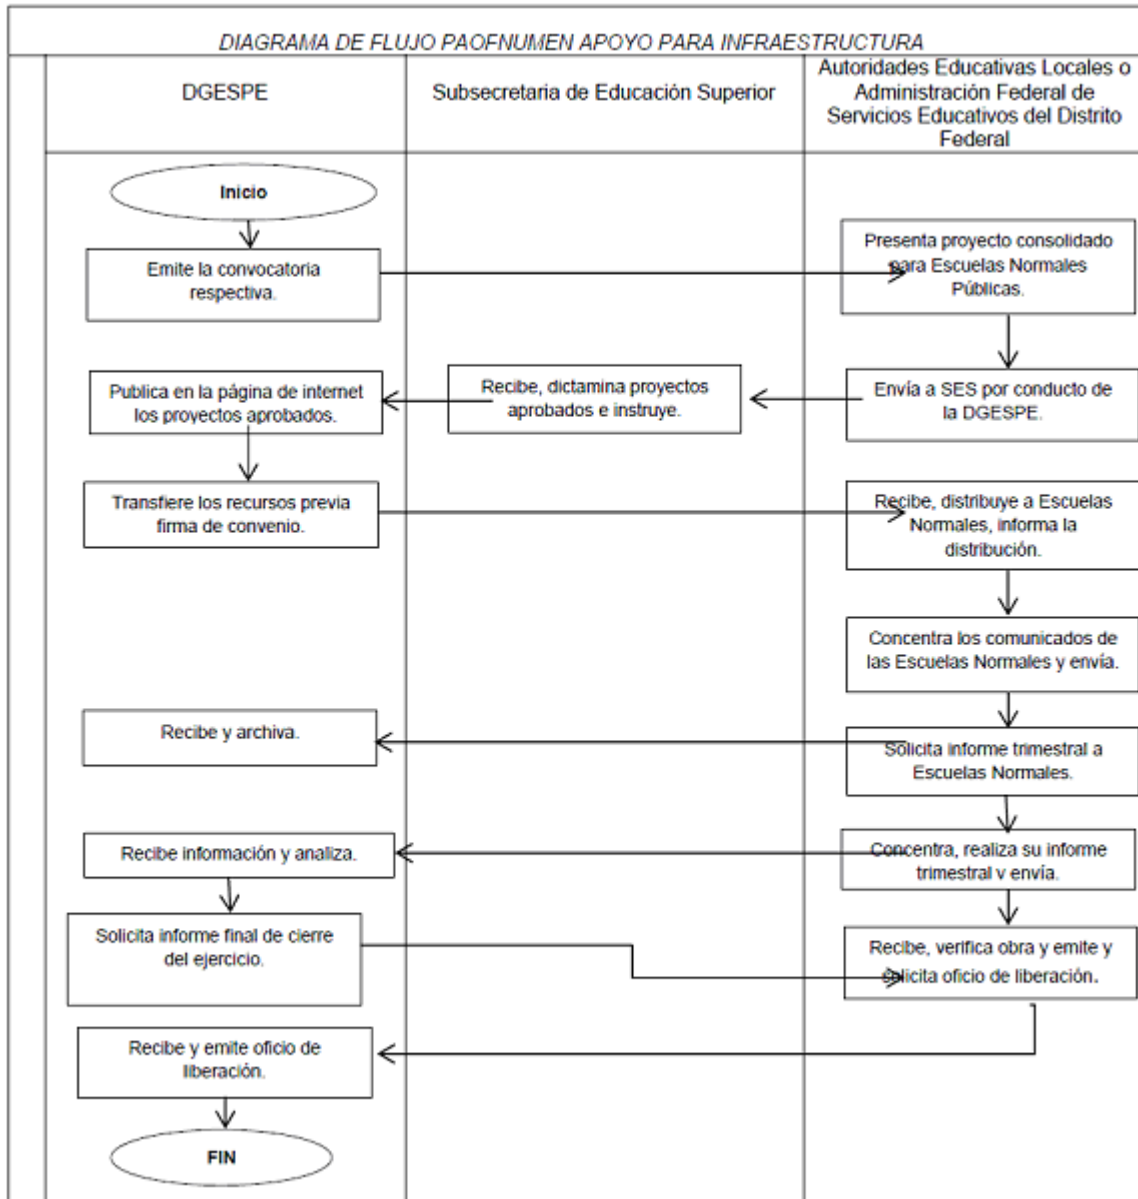 DIAGRAMA DE FLUJO PAOFNUMEN APOYO PARA INFRAESTRUCTURA
DGESPE
Subsecretaria de Educación Superior
Autoridades Educativas Locales o
Administración Federal de
Servicios Educativos del Distrito
Federal
Inicio
Emite la convocatoria
respectiva.
Presenta proyecto consolidado
para Escuelas Normales
Públicas.
Envía a SES por conducto de
la DGESPE.
Recibe, dictamina proyectos
aprobados e instruye.
Publica en la página de internet
los proyectos aprobados.
Transfiere los recursos previa
firma de convenio.
Recibe, distribuye a Escuelas
Normales, informa la
distribución.
Concentra los comunicados de
las Escuelas Normales y envía.
Recibe y archiva.
Solicita informe trimestral a
Escuelas Normales.
Concentra, realiza su informe
trimestral y envía.
Recibe información y analiza.
Solicita informe final de cierre
del ejercicio.
Recibe, verifica obra y emite y
solicita oficio de liberación.
Recibe y emite oficio de
liberación.
FIN